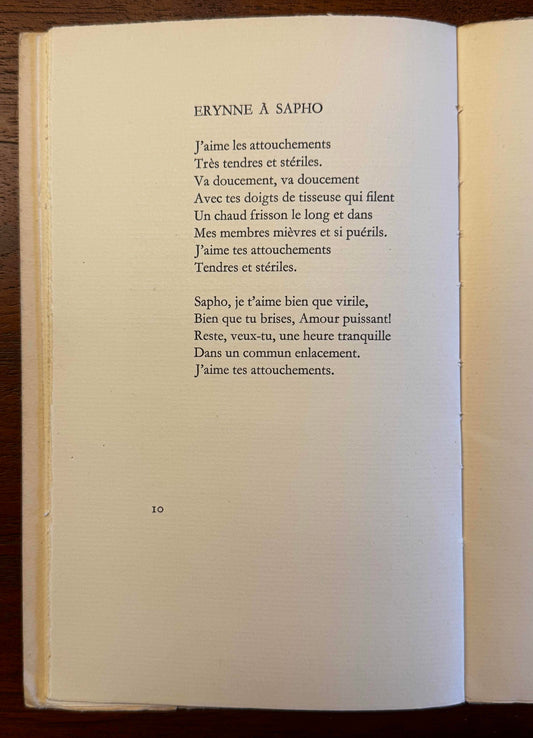 ERYNNE À SAPHO
J'aime les attouchements
Très tendres et stériles.
Va doucement, va doucement
Avec tes doigts de tisseuse qui filent
Un chaud frisson le long et dans
Mes membres mièvres et si puérils.
J'aime tes attouchements
Tendres et stériles.
Sapho, je t'aime bien que virile,
Bien que tu brises, Amour puissant!
Reste, veux-tu, une heure tranquille
Dans un commun enlacement.
J'aime tes attouchements.
10